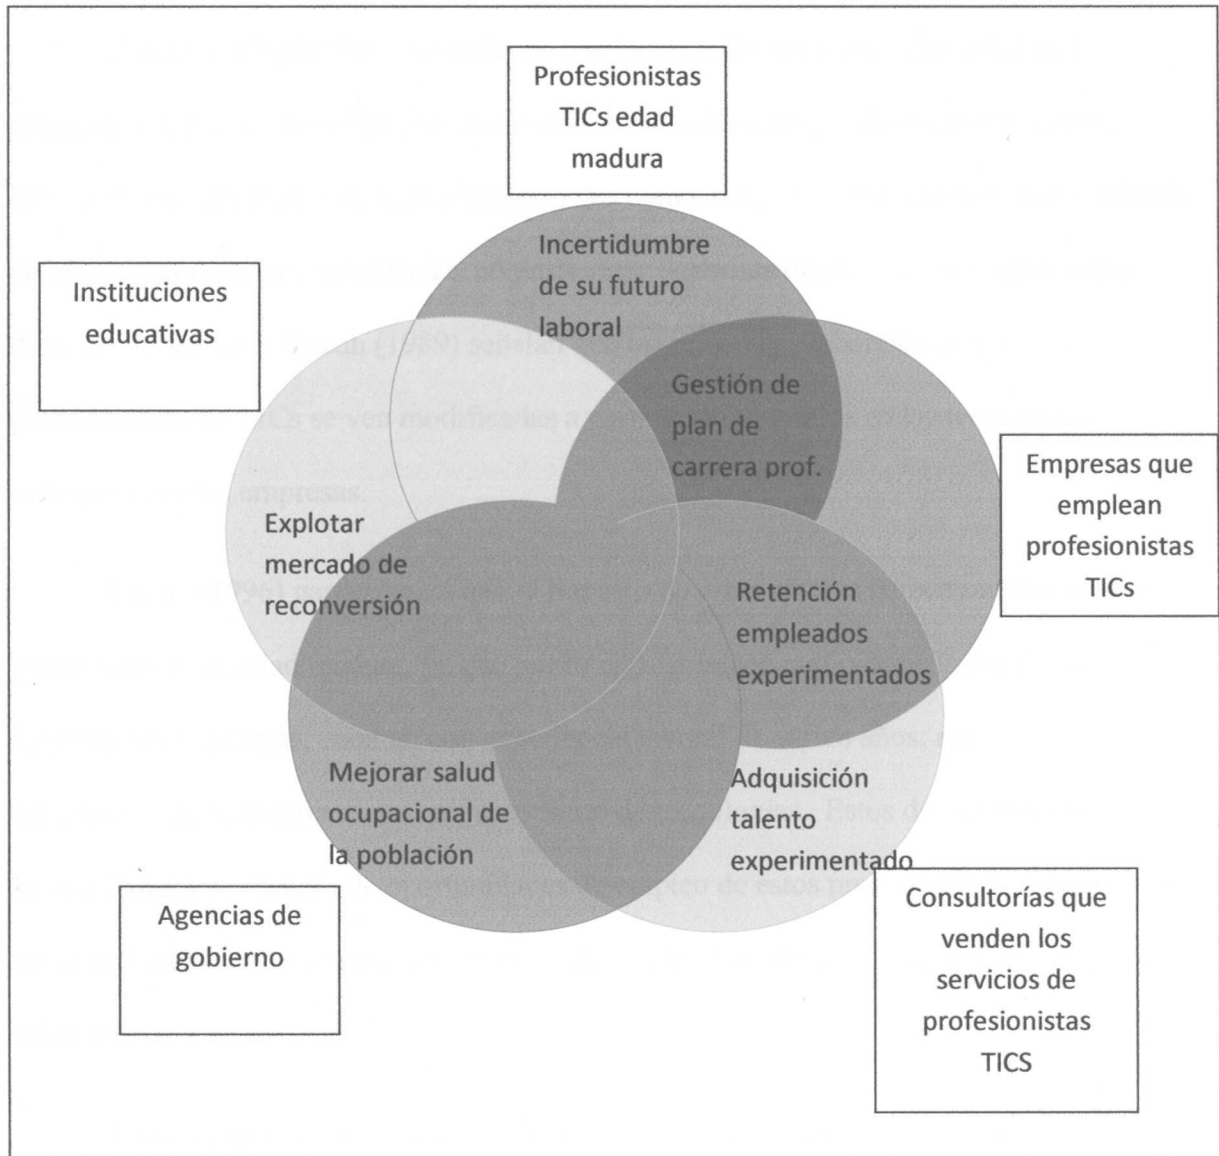 Profesionistas
TICs edad
madura
Instituciones
educativas
Incertidumbre
de su futuro
laboral
Gestión de
plan de
carrera prof.
Empresas que
emplean
profesionistas
TICs
Explotar
mercado de
reconversión
Retención
empleados
experimentados
Mejorar salud
ocupacional de
la población
Adquisición
talento
experimentado
Agencias de
gobierno
Consultorías que
venden los
servicios de
profesionistas
TICS